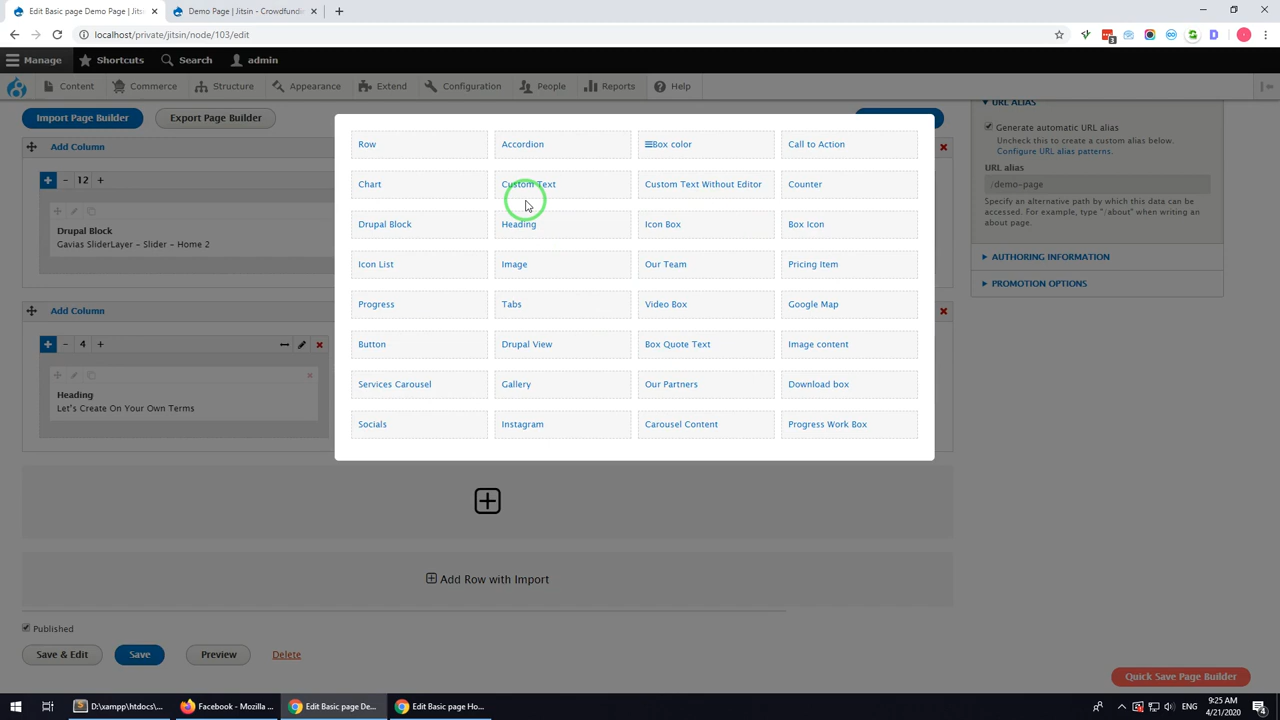 Edit Basic page Demo Page | Jitsin
Demo Page | Jitsin - Crowdfundin
localhost/private/jitsin/node/103/edit
3
Manage Shortcuts Search admin
Content Commerce Structure Appearance Extend Configuration People Reports Help
Import Page Builder Export Page Builder
Add Column
12
Drupal Block
Gavias SliderLayer - Slider - Home 2
Add Column
4
Heading
Let's Create On Your Own Terms
Row Accordion Box color Call to Action
Chart Custom Text Custom Text Without Editor Counter
Drupal Block Heading Icon Box Box Icon
Icon List Image Our Team Pricing Item
Progress Tabs Video Box Google Map
Button Drupal View Box Quote Text Image content
Services Carousel Gallery Our Partners Download box
Socials Instagram Carousel Content Progress Work Box
URL ALIAS
Generate automatic URL alias
Uncheck this to create a custom alias below.
Configure URL alias patterns.
URL alias
/demo-page
Specify an alternative path by which this data can be
accessed. For example, type "/about" when writing an
about page.
AUTHORING INFORMATION
PROMOTION OPTIONS
Add Row with Import
Published
Save & Edit Save Preview Delete
Quick Save Page Builder
D:\xampp\htdocs\...
Facebook - Mozilla ...
Edit Basic page De...
Edit Basic page Ho...
ENG
9:25 AM
4/21/2020
4